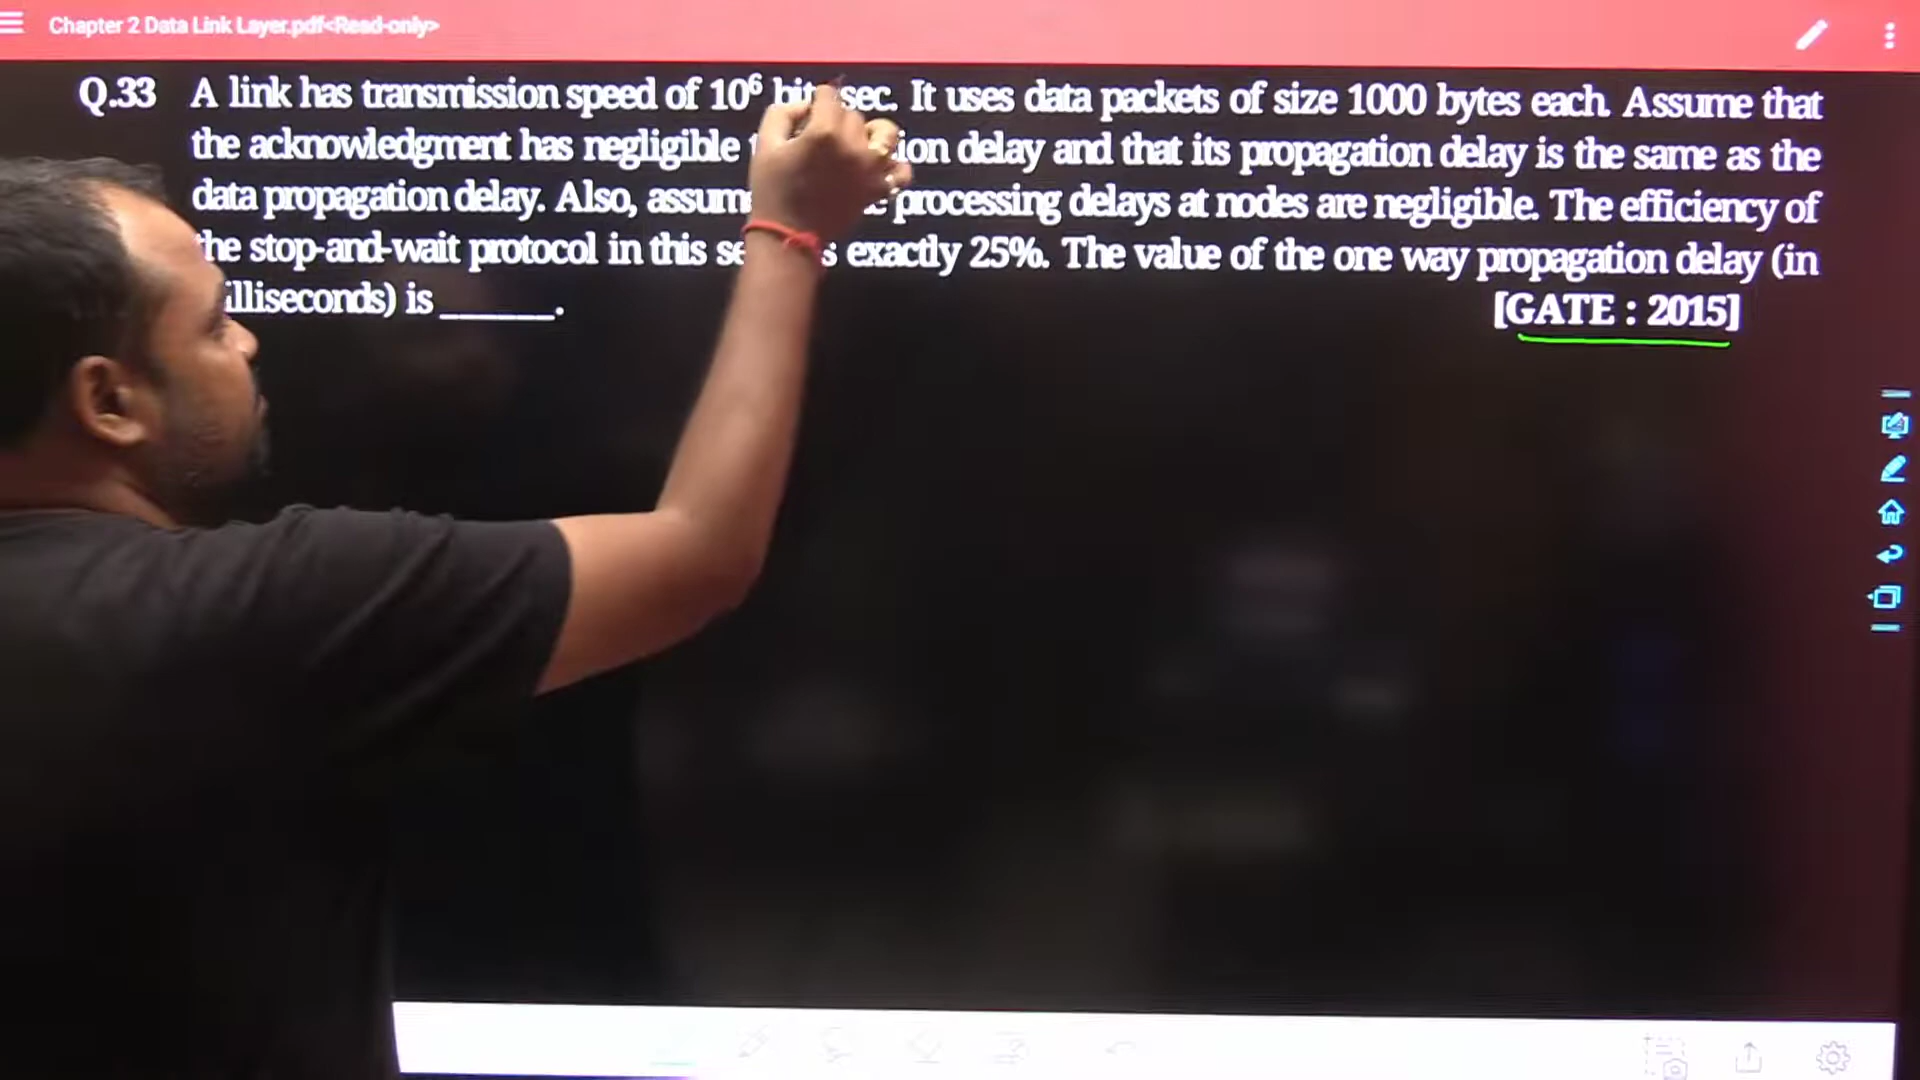 Chapter 2 Data Link Layer.pdf<Read-only>
Q.33 A link has transmission speed of 10⁶ sec. It uses data packets of size 1000 bytes each. Assume that
the acknowledgment has negligible delay and that its propagation delay is the same as the
data propagation delay. Also, processing delays at nodes are negligible. The efficiency of
the stop-and-wait protocol in this exactly 25%. The value of the one way propagation delay (in
is ______.
[GATE : 2015]